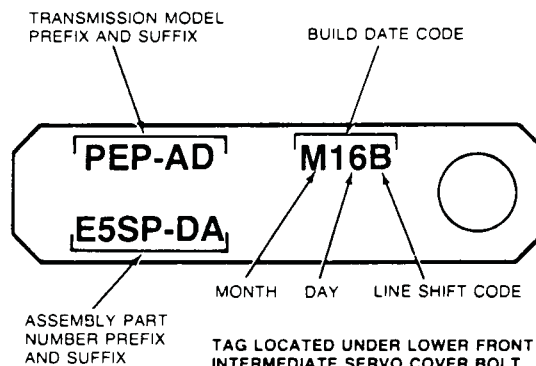 TRANSMISSION MODEL
PREFIX AND SUFFIX
BUILD DATE CODE
PEP-AD
M16B
E5SP-DA
MONTH
DAY
LINE SHIFT CODE
ASSEMBLY PART
NUMBER PREFIX
AND SUFFIX
TAG LOCATED UNDER LOWER FRONT
INTERMEDIATE SERVO COVER BOLT